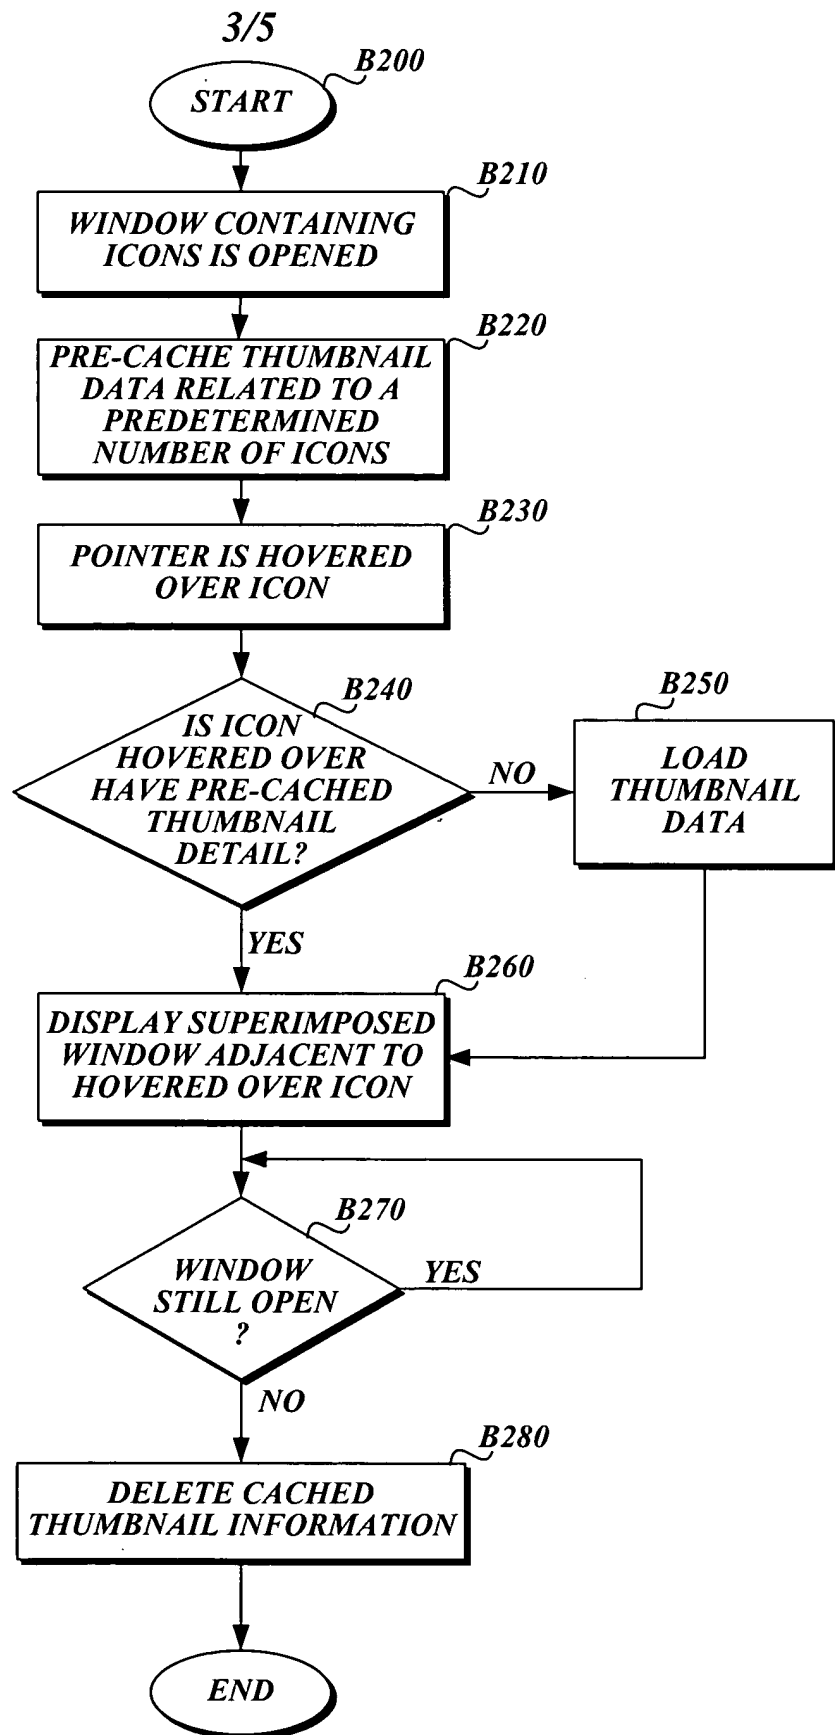 3/5
B200
START
B210
WINDOW CONTAINING
ICONS IS OPENED
B220
PRE-CACHE THUMBNAIL
DATA RELATED TO A
PREDETERMINED
NUMBER OF ICONS
B230
POINTER IS HOVERED
OVER ICON
B240
IS ICON
HOVERED OVER
HAVE PRE-CACHED
THUMBNAIL
DETAIL?
NO
B250
LOAD
THUMBNAIL
DATA
YES
B260
DISPLAY SUPERIMPOSED
WINDOW ADJACENT TO
HOVERED OVER ICON
B270
WINDOW
STILL OPEN
?
YES
NO
B280
DELETE CACHED
THUMBNAIL INFORMATION
END